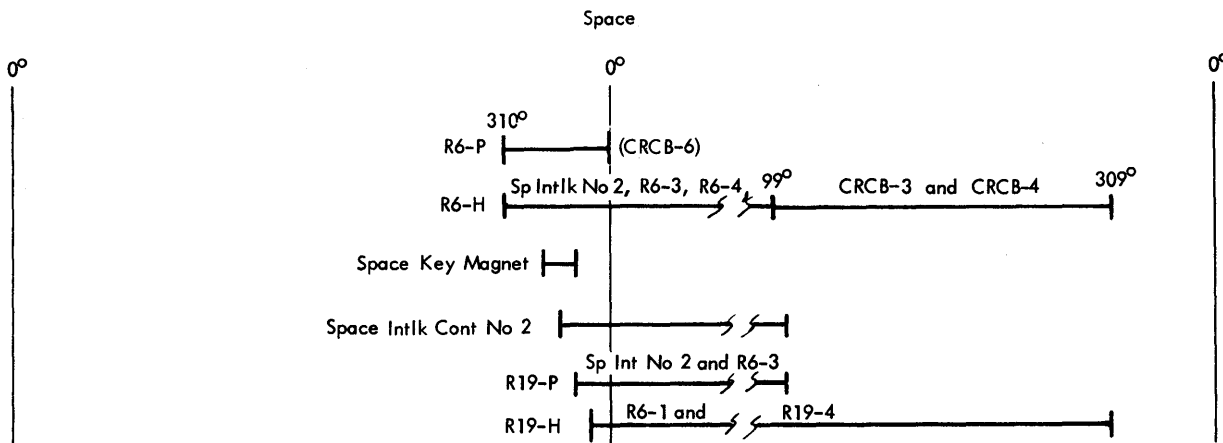 Space
0° 0° 0°
310°
R6-P (CRCB-6)
Sp Intlk No 2, R6-3, R6-4 99° CRCB-3 and CRCB-4 309°
R6-H
Space Key Magnet
Space Intlk Cont No 2
Sp Int No 2 and R6-3
R19-P
R6-1 and R19-4
R19-H